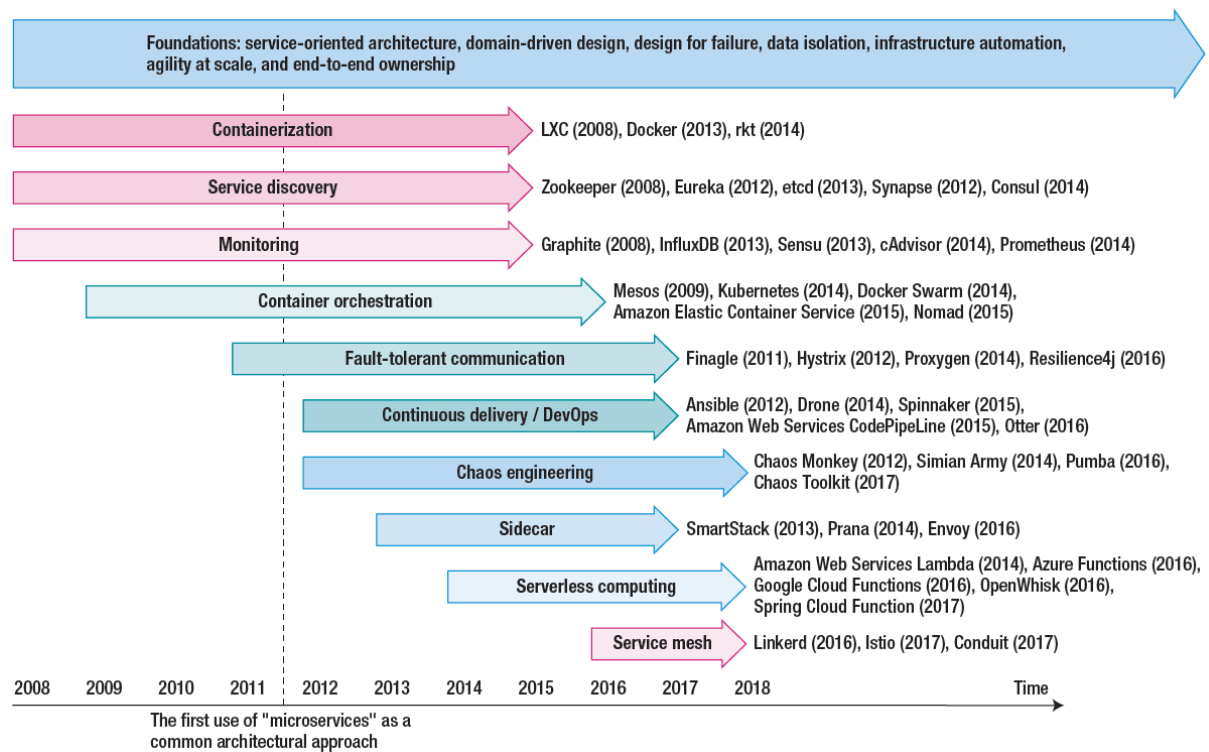 Foundations: service-oriented architecture, domain-driven design, design for failure, data isolation, infrastructure automation,
agility at scale, and end-to-end ownership
Containerization
LXC (2008), Docker (2013), rkt (2014)
Service discovery
Zookeeper (2008), Eureka (2012), etcd (2013), Synapse (2012), Consul (2014)
Monitoring
Graphite (2008), InfluxDB (2013), Sensu (2013), cAdvisor (2014), Prometheus (2014)
Container orchestration
Mesos (2009), Kubernetes (2014), Docker Swarm (2014),
Amazon Elastic Container Service (2015), Nomad (2015)
Fault-tolerant communication
Finagle (2011), Hystrix (2012), Proxygen (2014), Resilience4j (2016)
Continuous delivery / DevOps
Ansible (2012), Drone (2014), Spinnaker (2015),
Amazon Web Services CodePipeLine (2015), Otter (2016)
Chaos engineering
Chaos Monkey (2012), Simian Army (2014), Pumba (2016),
Chaos Toolkit (2017)
Sidecar
SmartStack (2013), Prana (2014), Envoy (2016)
Serverless computing
Amazon Web Services Lambda (2014), Azure Functions (2016),
Google Cloud Functions (2016), OpenWhisk (2016),
Spring Cloud Function (2017)
Service mesh
Linkerd (2016), Istio (2017), Conduit (2017)
2008 2009 2010 2011 2012 2013 2014 2015 2016 2017 2018 Time
The first use of "microservices" as a
common architectural approach